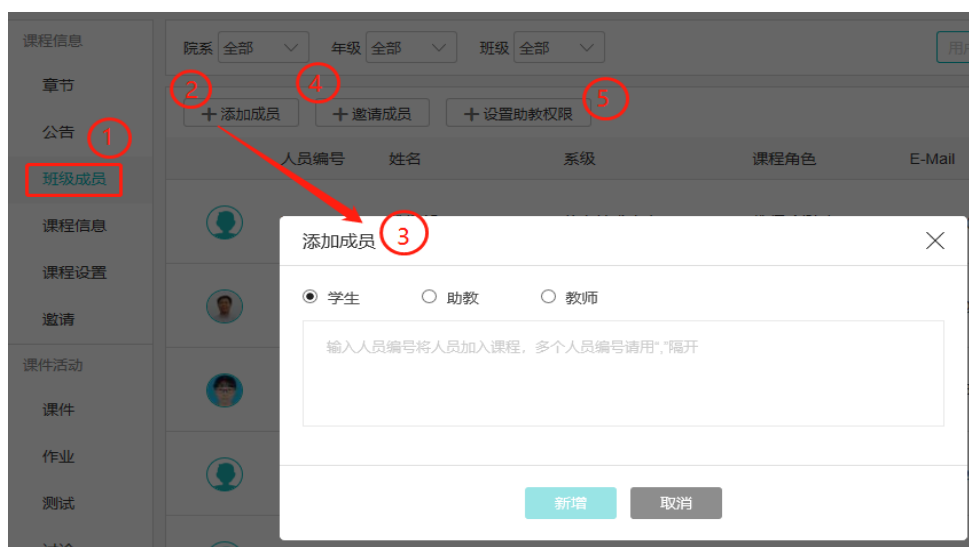 课程信息
院系 全部 年级 全部 班级 全部
章节
② ④ ⑤
+添加成员 +邀请成员 +设置助教权限
公告 ①
人员编号 姓名 系级 课程角色 E-Mail
班级成员
课程信息
添加成员 ③
课程设置
学生 助教 教师
邀请
输入人员编号将人员加入课程，多个人员编号请用","隔开
课件活动
课件
作业
测试
新增 取消